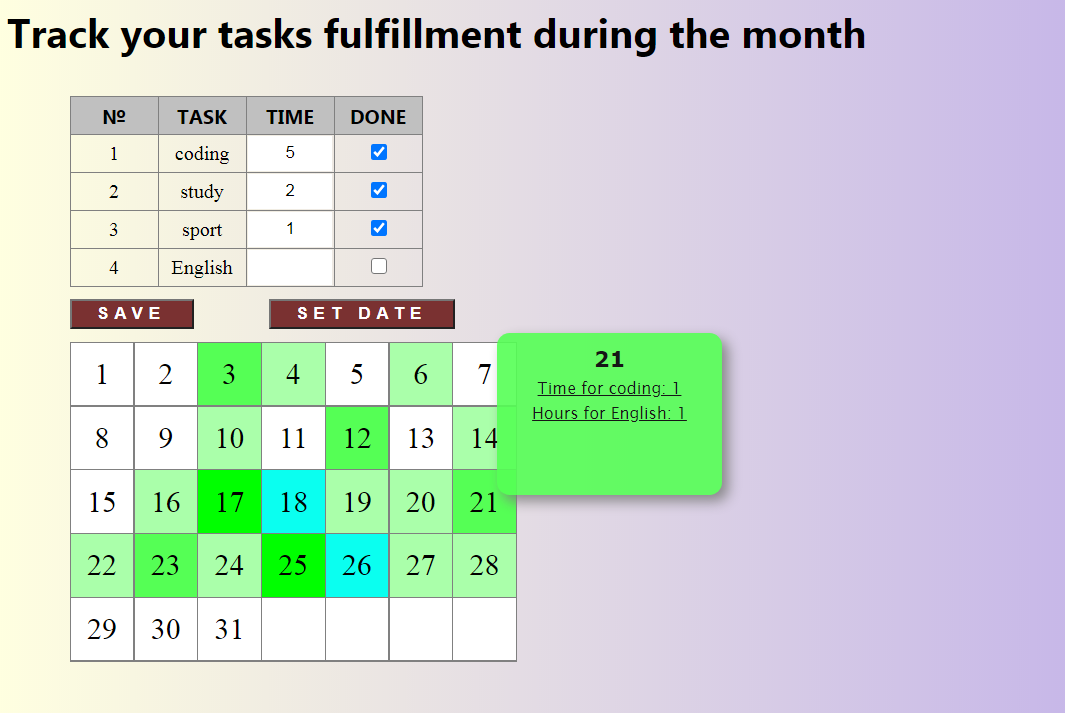 Track your tasks fulfillment during the month
№ TASK TIME DONE
1 coding 5
2 study 2
3 sport 1
4 English
SAVE SET DATE
1 2 3 4 5 6 7
21
Time for coding: 1
Hours for English: 1
8 9 10 11 12 13 14
15 16 17 18 19 20 21
22 23 24 25 26 27 28
29 30 31